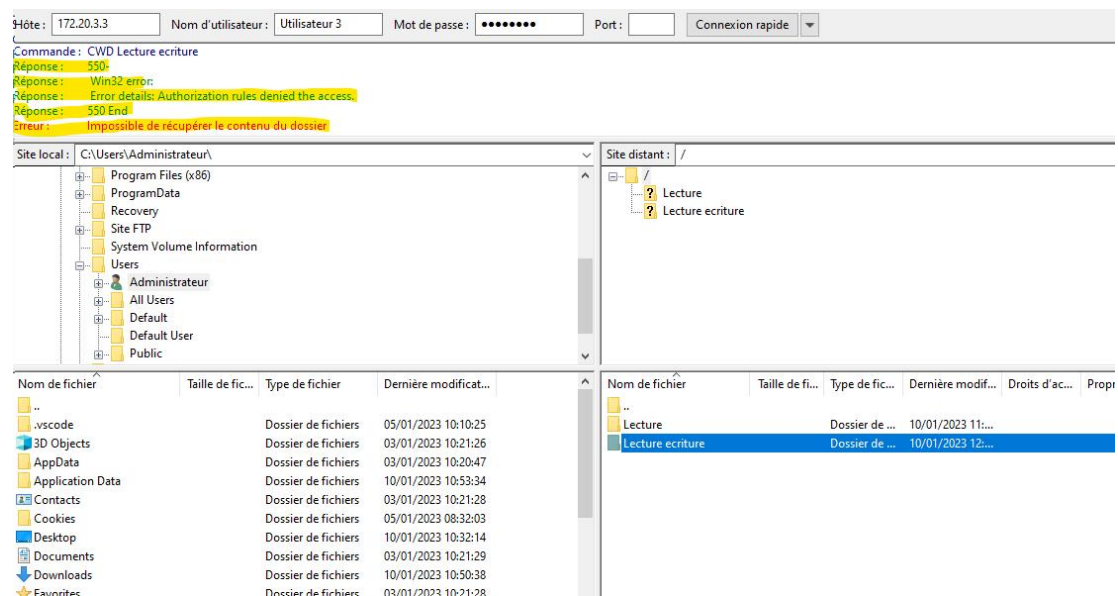 Hôte : 172.20.3.3 Nom d'utilisateur : Utilisateur 3 Mot de passe : ●●●●●●●● Port : Connexion rapide
Commande : CWD Lecture ecriture
Réponse : 550-
Réponse : Win32 error:
Réponse : Error details: Authorization rules denied the access.
Réponse : 550 End
Erreur : Impossible de récupérer le contenu du dossier
Site local : C:\Users\Administrateur\
Program Files (x86)
ProgramData
Recovery
Site FTP
System Volume Information
Users
Administrateur
All Users
Default
Default User
Public
Site distant : /
/
Lecture
Lecture ecriture
Nom de fichier Taille de fic... Type de fichier Dernière modificat...
..
.vscode Dossier de fichiers 05/01/2023 10:10:25
3D Objects Dossier de fichiers 03/01/2023 10:21:26
AppData Dossier de fichiers 03/01/2023 10:20:47
Application Data Dossier de fichiers 10/01/2023 10:53:34
Contacts Dossier de fichiers 03/01/2023 10:21:28
Cookies Dossier de fichiers 05/01/2023 08:32:03
Desktop Dossier de fichiers 10/01/2023 10:32:14
Documents Dossier de fichiers 03/01/2023 10:21:29
Downloads Dossier de fichiers 10/01/2023 10:50:38
Favorites Dossier de fichiers 03/01/2023 10:21:28
Nom de fichier Taille de fi... Type de fic... Dernière modif... Droits d'ac... Propr
..
Lecture Dossier de ... 10/01/2023 11:...
Lecture ecriture Dossier de ... 10/01/2023 12:...